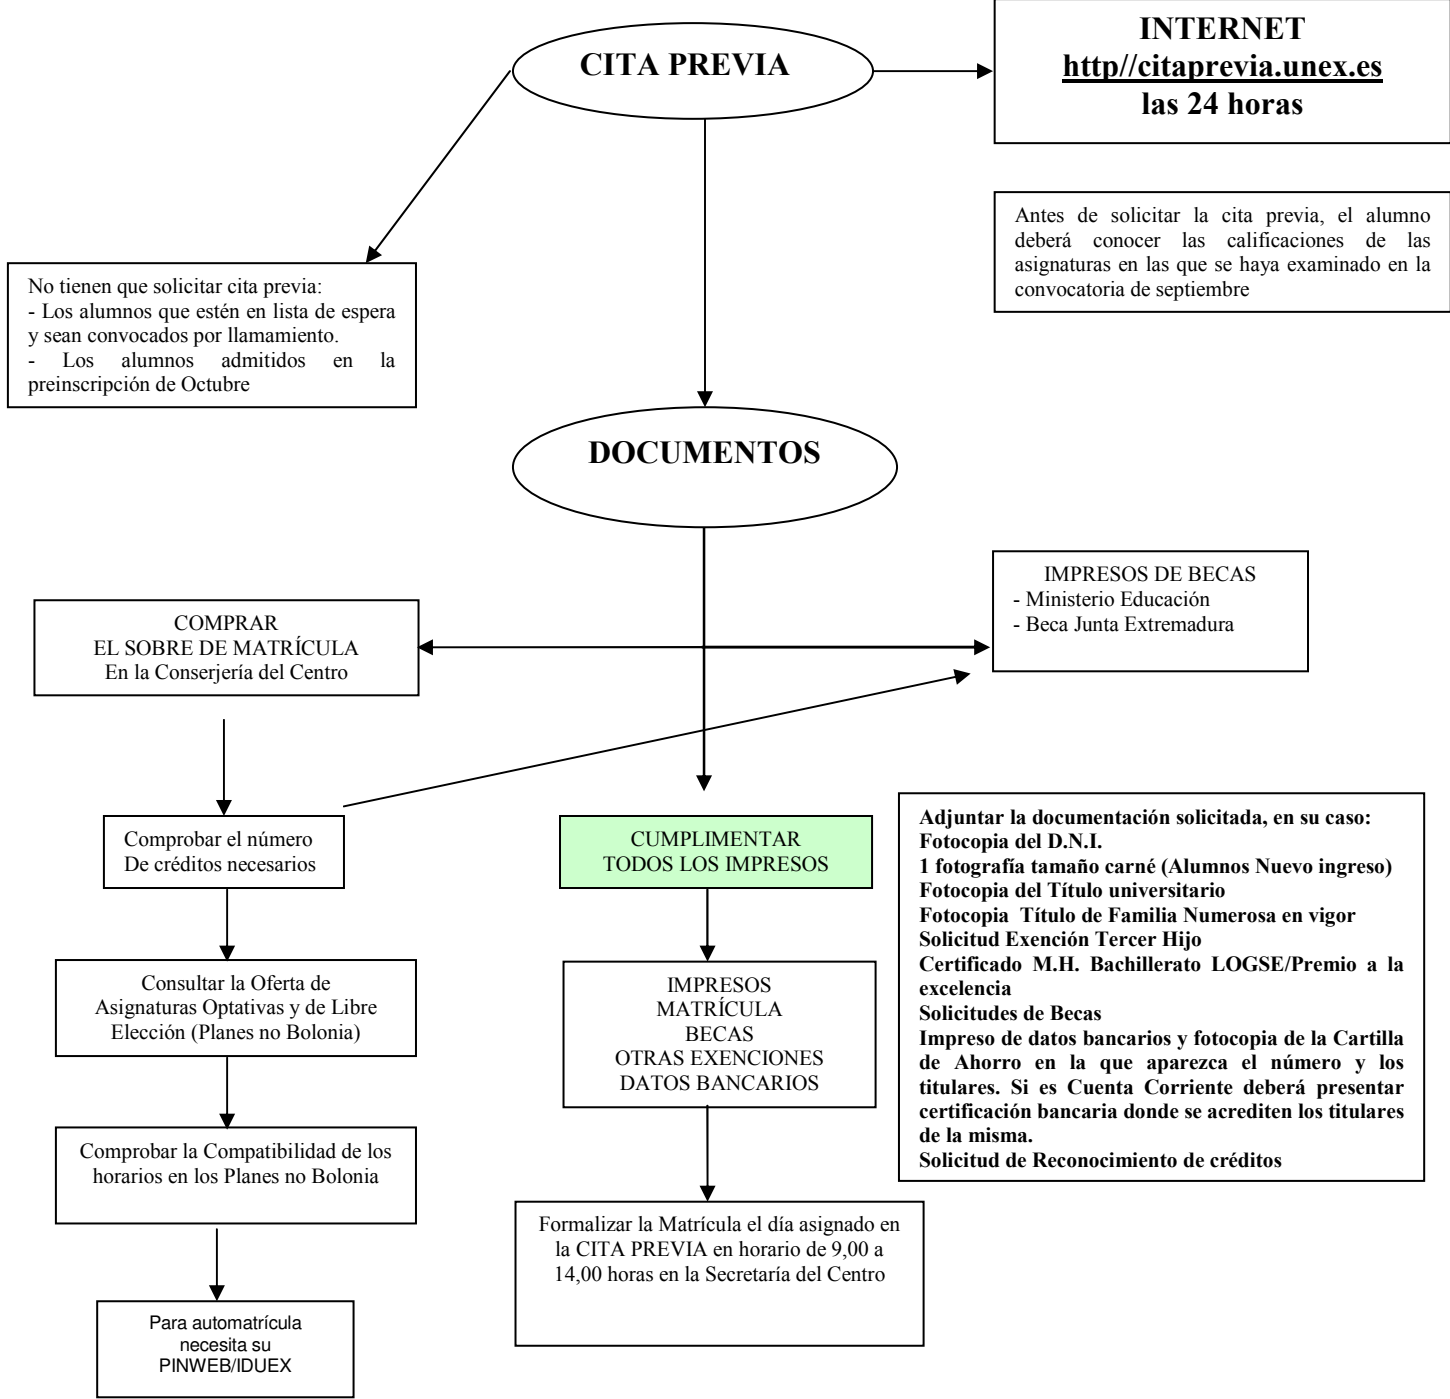 CITA PREVIA
INTERNET
http//citaprevia.unex.es
las 24 horas
Antes de solicitar la cita previa, el alumno
deberá conocer las calificaciones de las
asignaturas en las que se haya examinado en la
convocatoria de septiembre
No tienen que solicitar cita previa:
- Los alumnos que estén en lista de espera
y sean convocados por llamamiento.
- Los alumnos admitidos en la
preinscripción de Octubre
DOCUMENTOS
IMPRESOS DE BECAS
- Ministerio Educación
- Beca Junta Extremadura
COMPRAR
EL SOBRE DE MATRÍCULA
En la Conserjería del Centro
Comprobar el número
De créditos necesarios
CUMPLIMENTAR
TODOS LOS IMPRESOS
Adjuntar la documentación solicitada, en su caso:
Fotocopia del D.N.I.
1 fotografía tamaño carné (Alumnos Nuevo ingreso)
Fotocopia del Título universitario
Fotocopia Título de Familia Numerosa en vigor
Solicitud Exención Tercer Hijo
Certificado M.H. Bachillerato LOGSE/Premio a la
excelencia
Solicitudes de Becas
Impreso de datos bancarios y fotocopia de la Cartilla
de Ahorro en la que aparezca el número y los
titulares. Si es Cuenta Corriente deberá presentar
certificación bancaria donde se acrediten los titulares
de la misma.
Solicitud de Reconocimiento de créditos
Consultar la Oferta de
Asignaturas Optativas y de Libre
Elección (Planes no Bolonia)
IMPRESOS
MATRÍCULA
BECAS
OTRAS EXENCIONES
DATOS BANCARIOS
Comprobar la Compatibilidad de los
horarios en los Planes no Bolonia
Formalizar la Matrícula el día asignado en
la CITA PREVIA en horario de 9,00 a
14,00 horas en la Secretaría del Centro
Para automatrícula
necesita su
PINWEB/IDUEX